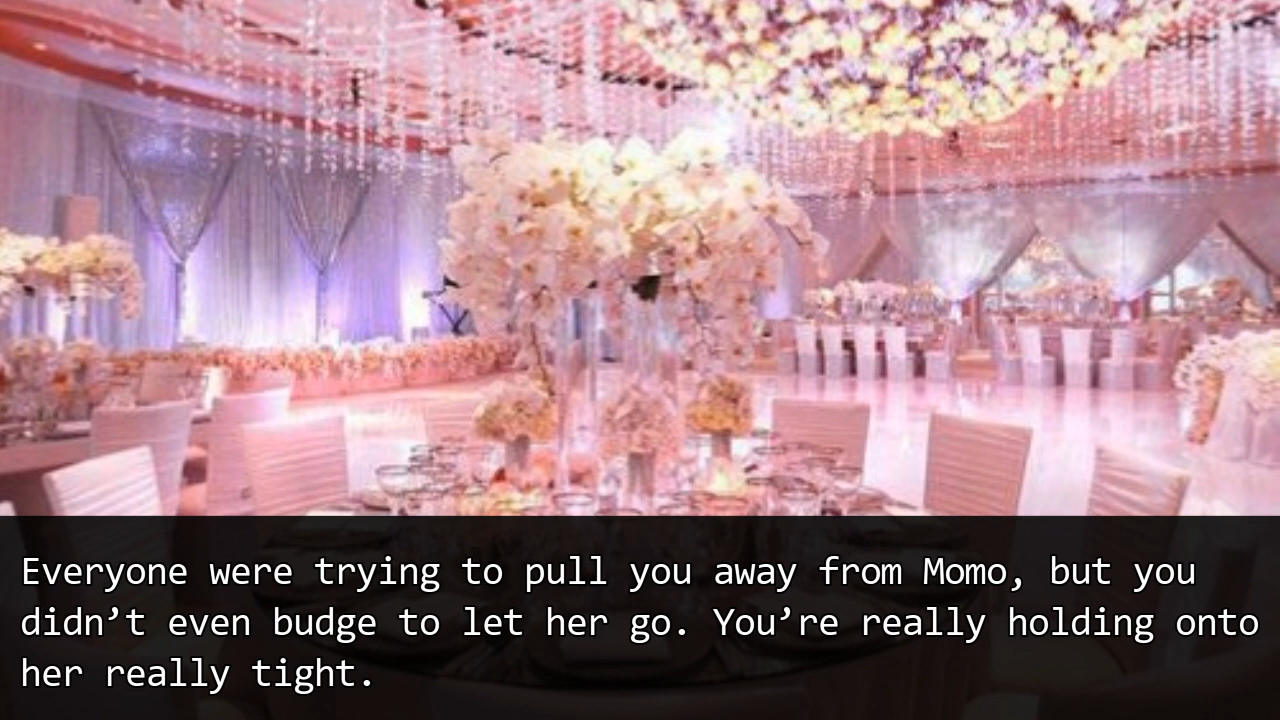 Everyone were trying to pull you away from Momo, but you
didn’t even budge to let her go. You’re really holding onto
her really tight.